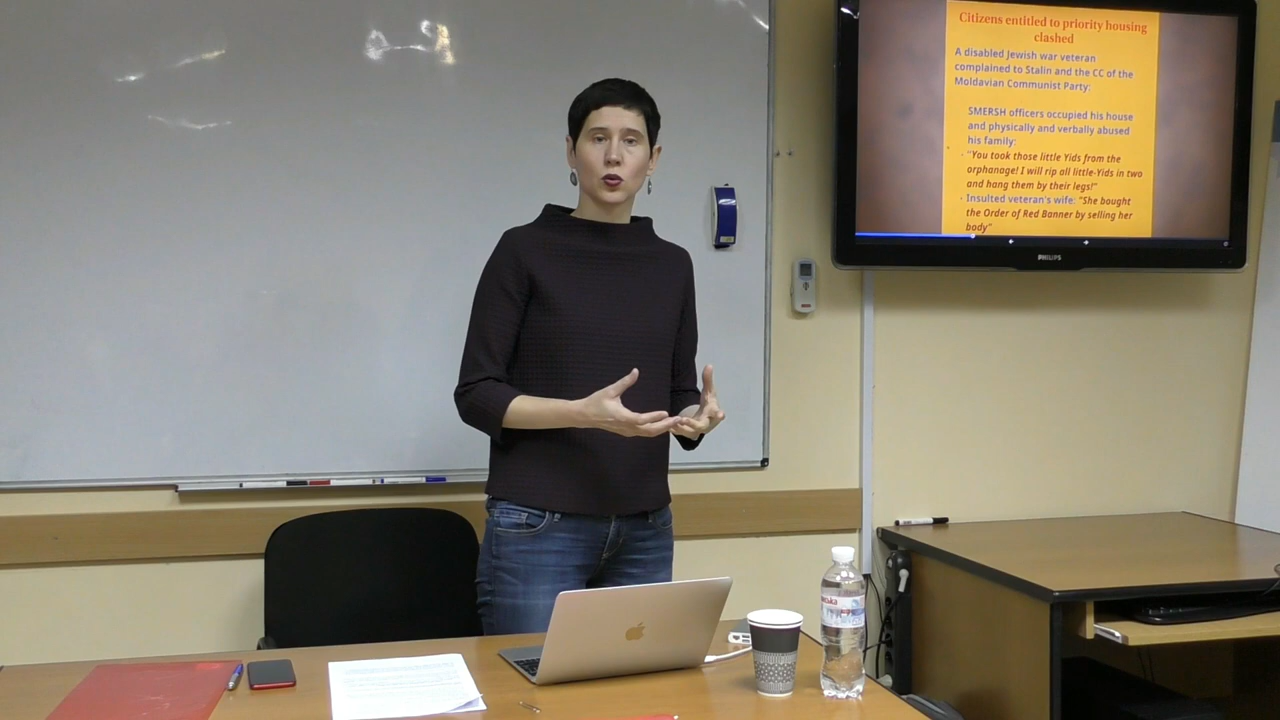 Citizens entitled to priority housing
clashed
A disabled Jewish war veteran
complained to Stalin and the CC of the
Moldavian Communist Party:
SMERSH officers occupied his house
and physically and verbally abused
his family:
· "You took those little Yids from the
orphanage! I will rip all little-Yids in two
and hang them by their legs!"
· Insulted veteran's wife: "She bought
the Order of Red Banner by selling her
body"
PHILIPS